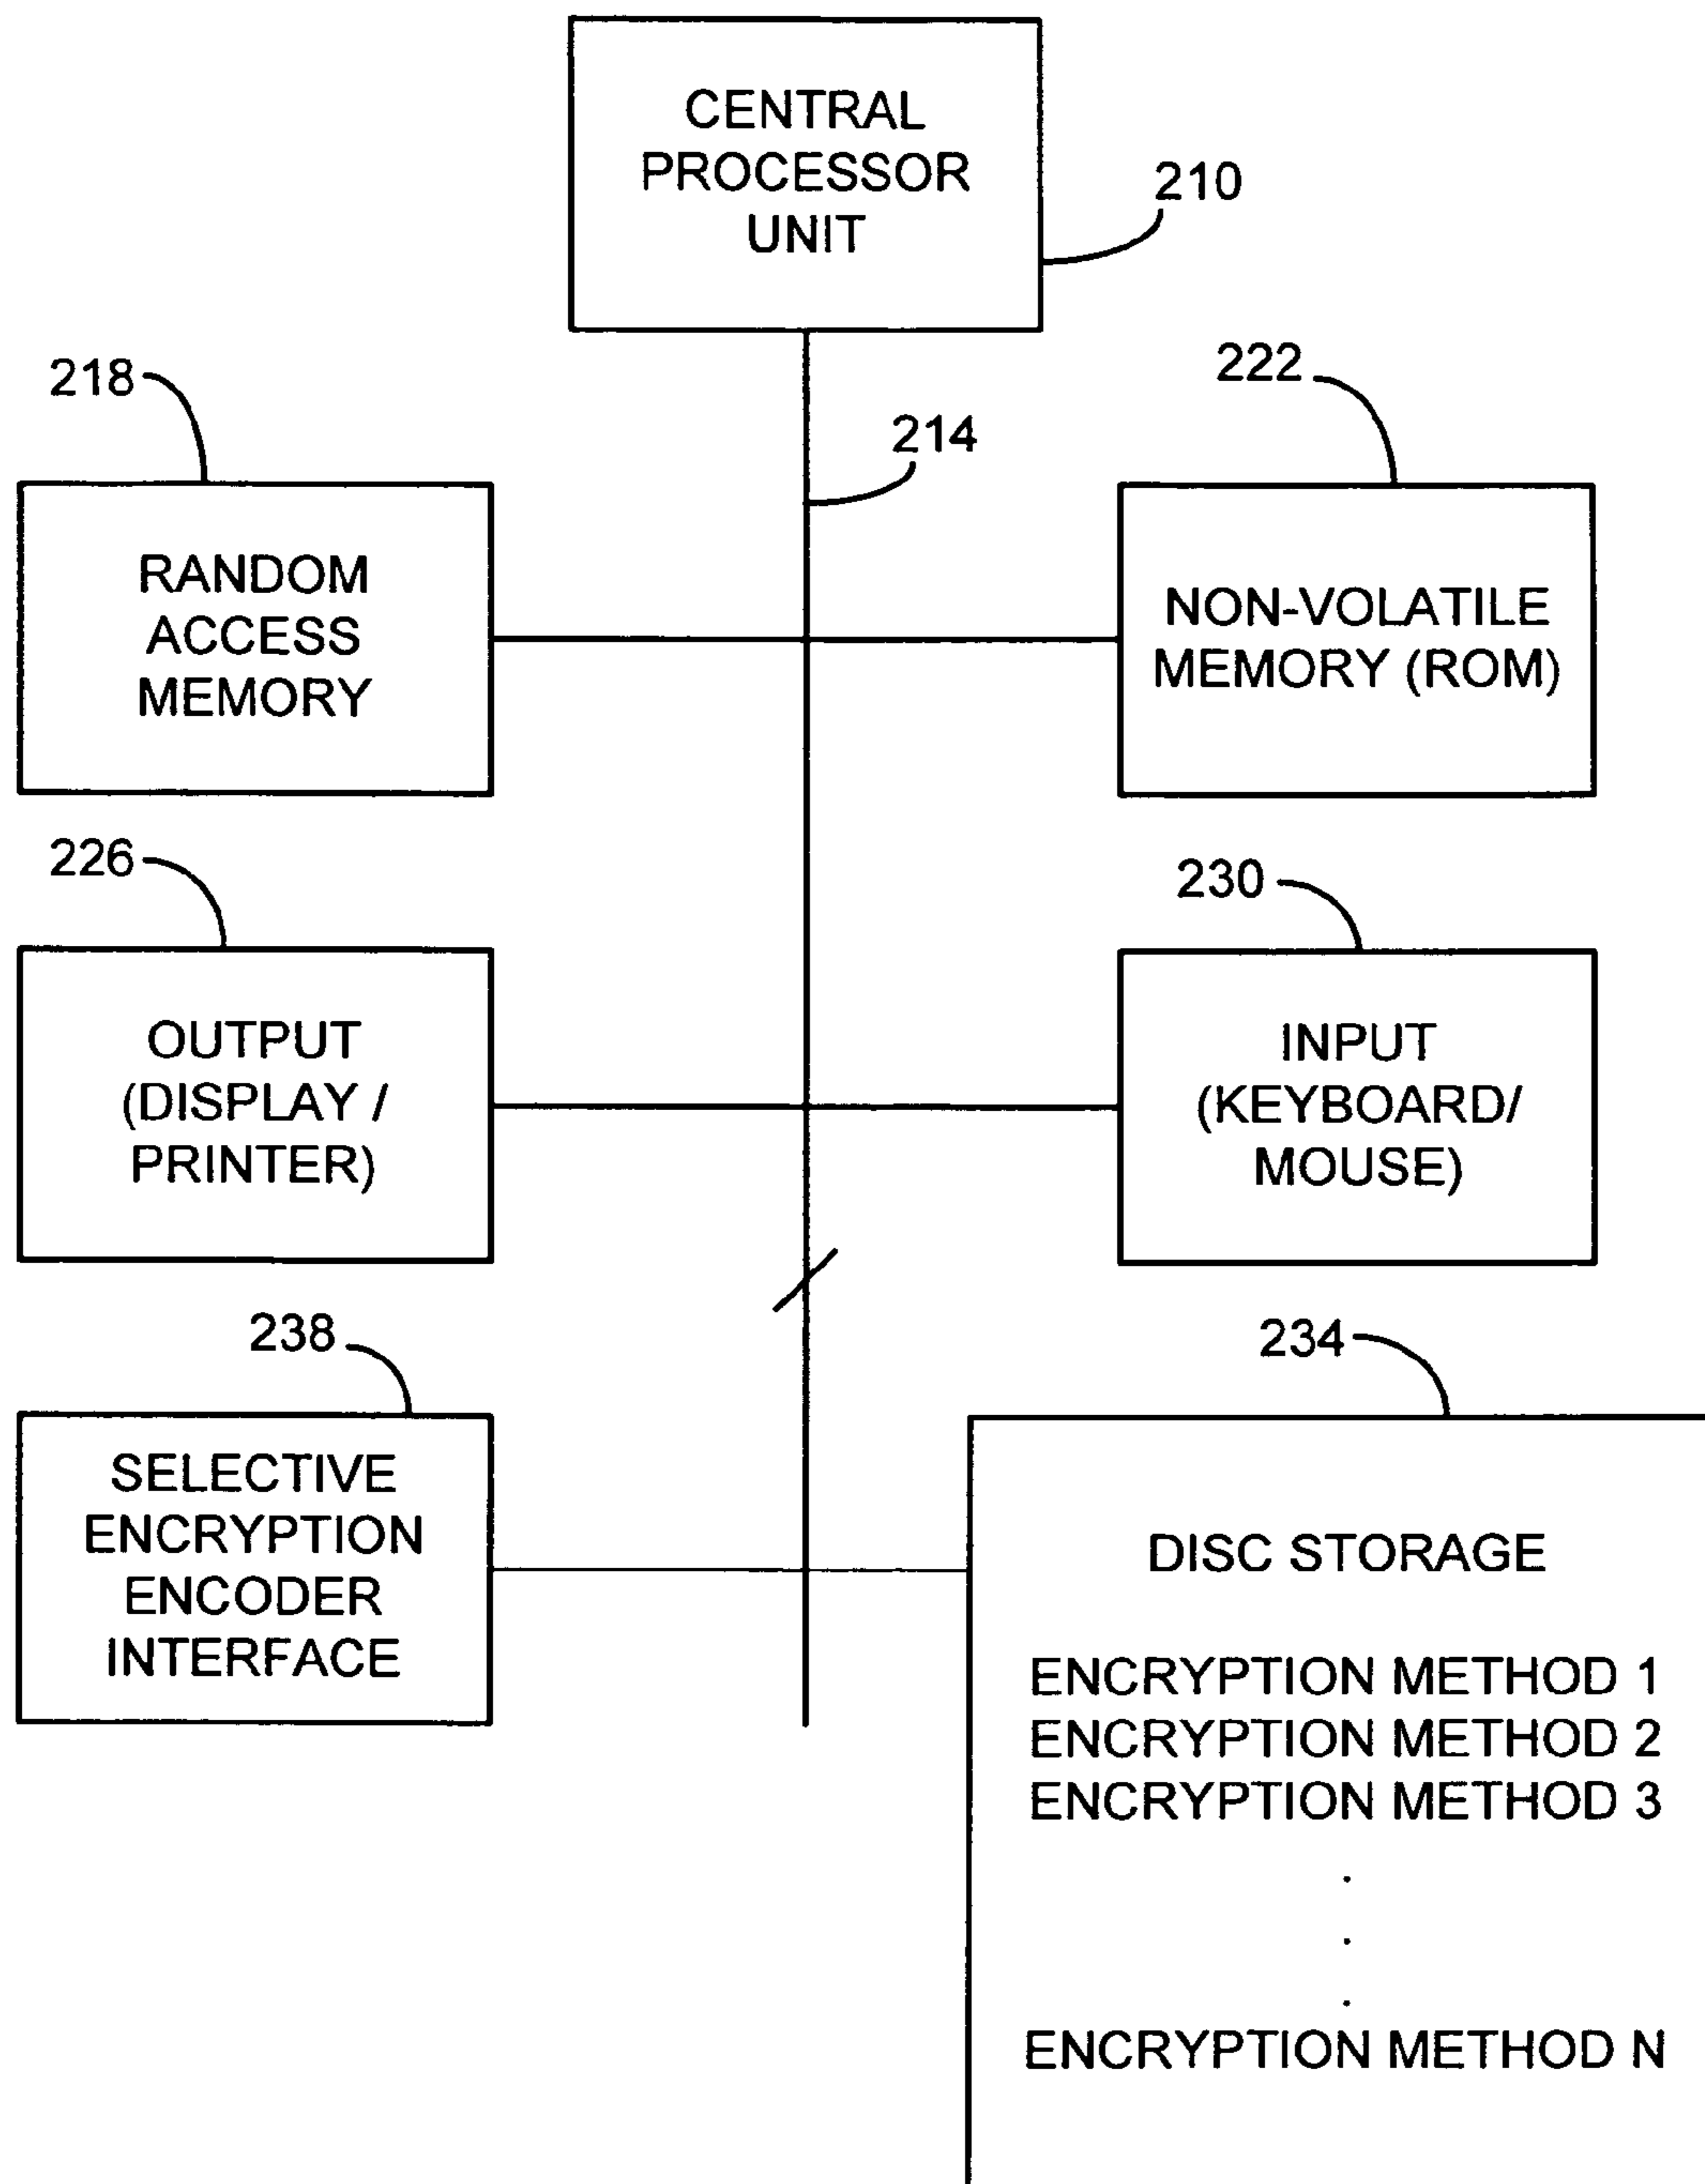 CENTRAL
PROCESSOR
UNIT
210
218
222
214
RANDOM
ACCESS
MEMORY
NON-VOLATILE
MEMORY (ROM)
226
230
OUTPUT
(DISPLAY /
PRINTER)
INPUT
(KEYBOARD/
MOUSE)
238
234
SELECTIVE
ENCRYPTION
ENCODER
INTERFACE
DISC STORAGE
ENCRYPTION METHOD 1
ENCRYPTION METHOD 2
ENCRYPTION METHOD 3
.
.
.
ENCRYPTION METHOD N